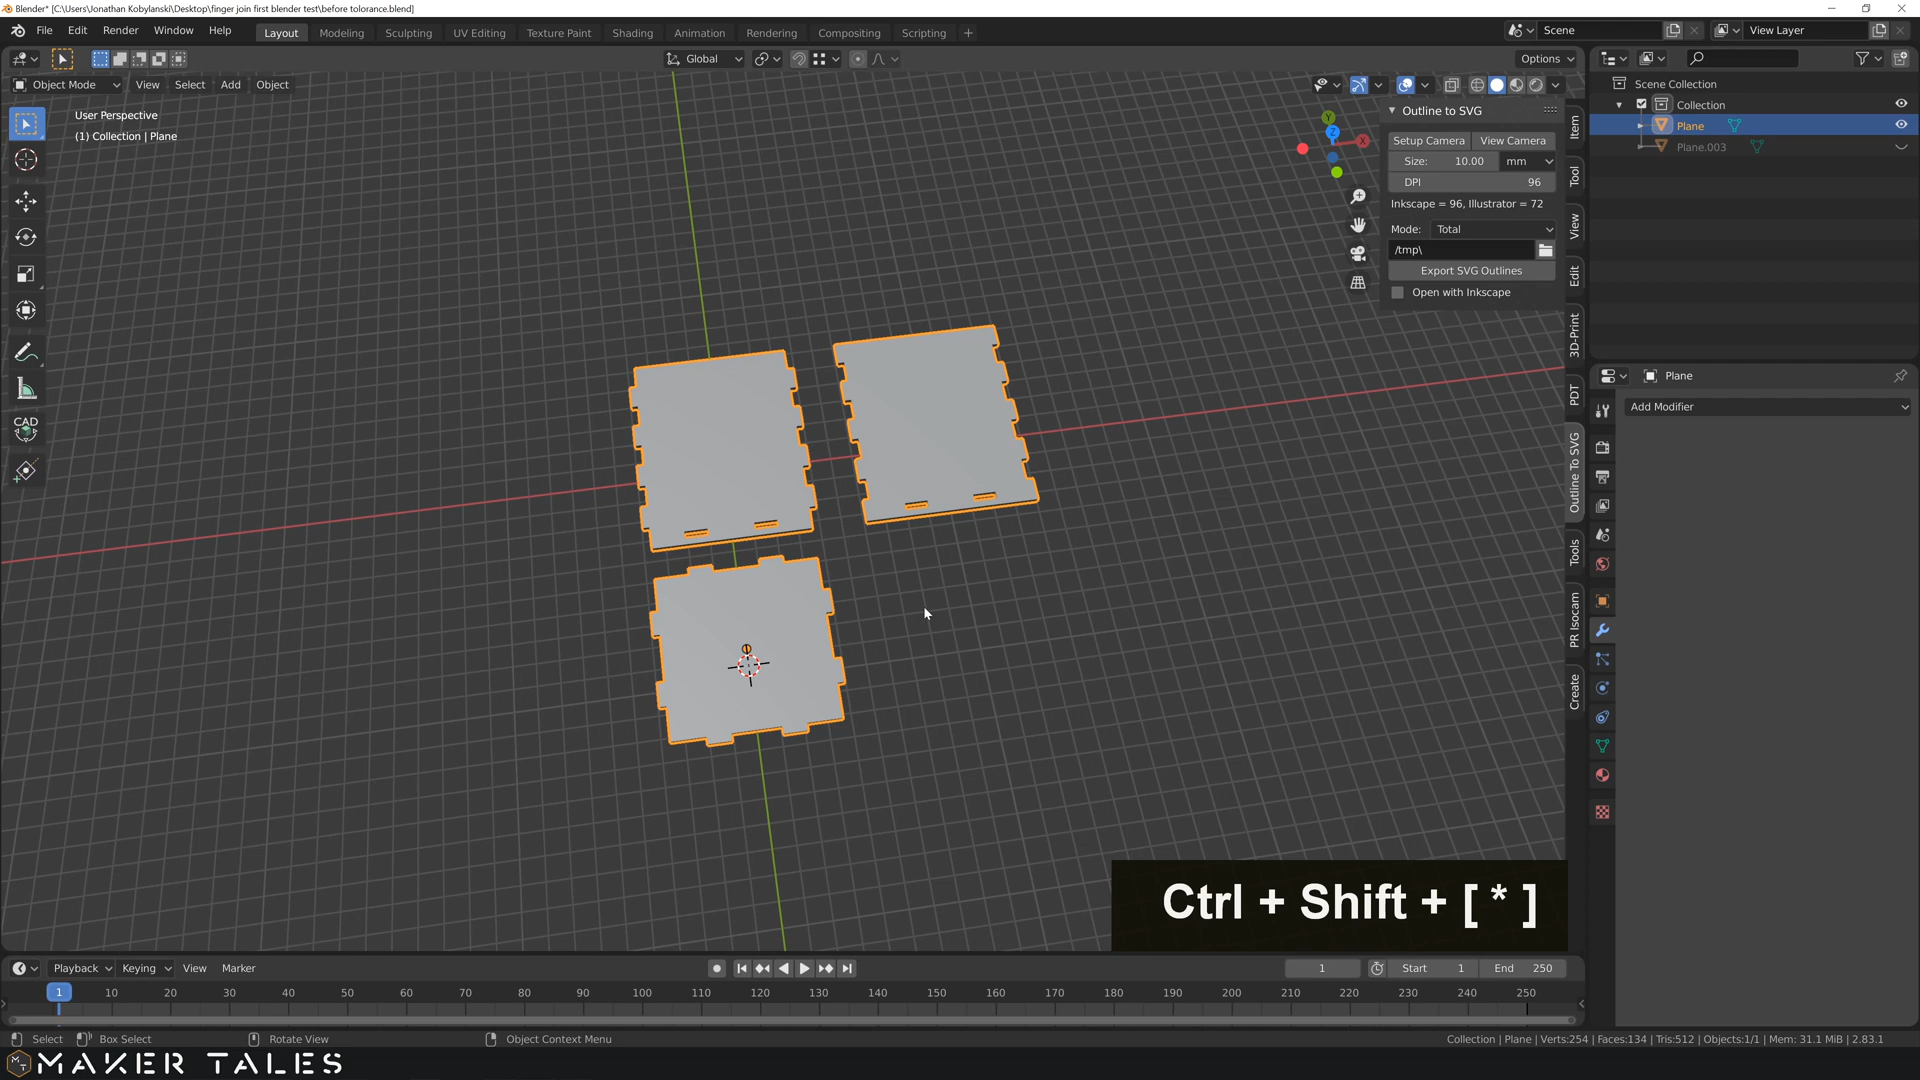 Blender* [C:\Users\Jonathan Kobylanski\Desktop\finger join first blender test\before tolorance.blend]
File Edit Render Window Help
Layout Modeling Sculpting UV Editing Texture Paint Shading Animation Rendering Compositing Scripting +
Scene
View Layer
Global
Options
Object Mode View Select Add Object
User Perspective
(1) Collection | Plane
CAD
Outline to SVG
Setup Camera View Camera
Size: 10.00 mm
DPI 96
Inkscape = 96, Illustrator = 72
Mode: Total
/tmp\
Export SVG Outlines
Open with Inkscape
Y
Z
X
Item
Tool
View
Edit
3D-Print
PDT
Outline To SVG
Tools
PR Isocam
Create
Scene Collection
Collection
Plane
Plane.003
Plane
Add Modifier
Ctrl + Shift + [ * ]
Playback Keying View Marker
1 Start 1 End 250
1 10 20 30 40 50 60 70 80 90 100 110 120 130 140 150 160 170 180 190 200 210 220 230 240 250
Select Box Select Rotate View Object Context Menu
Collection | Plane | Verts:254 | Faces:134 | Tris:512 | Objects:1/1 | Mem: 31.1 MiB | 2.83.1
MAKER TALES